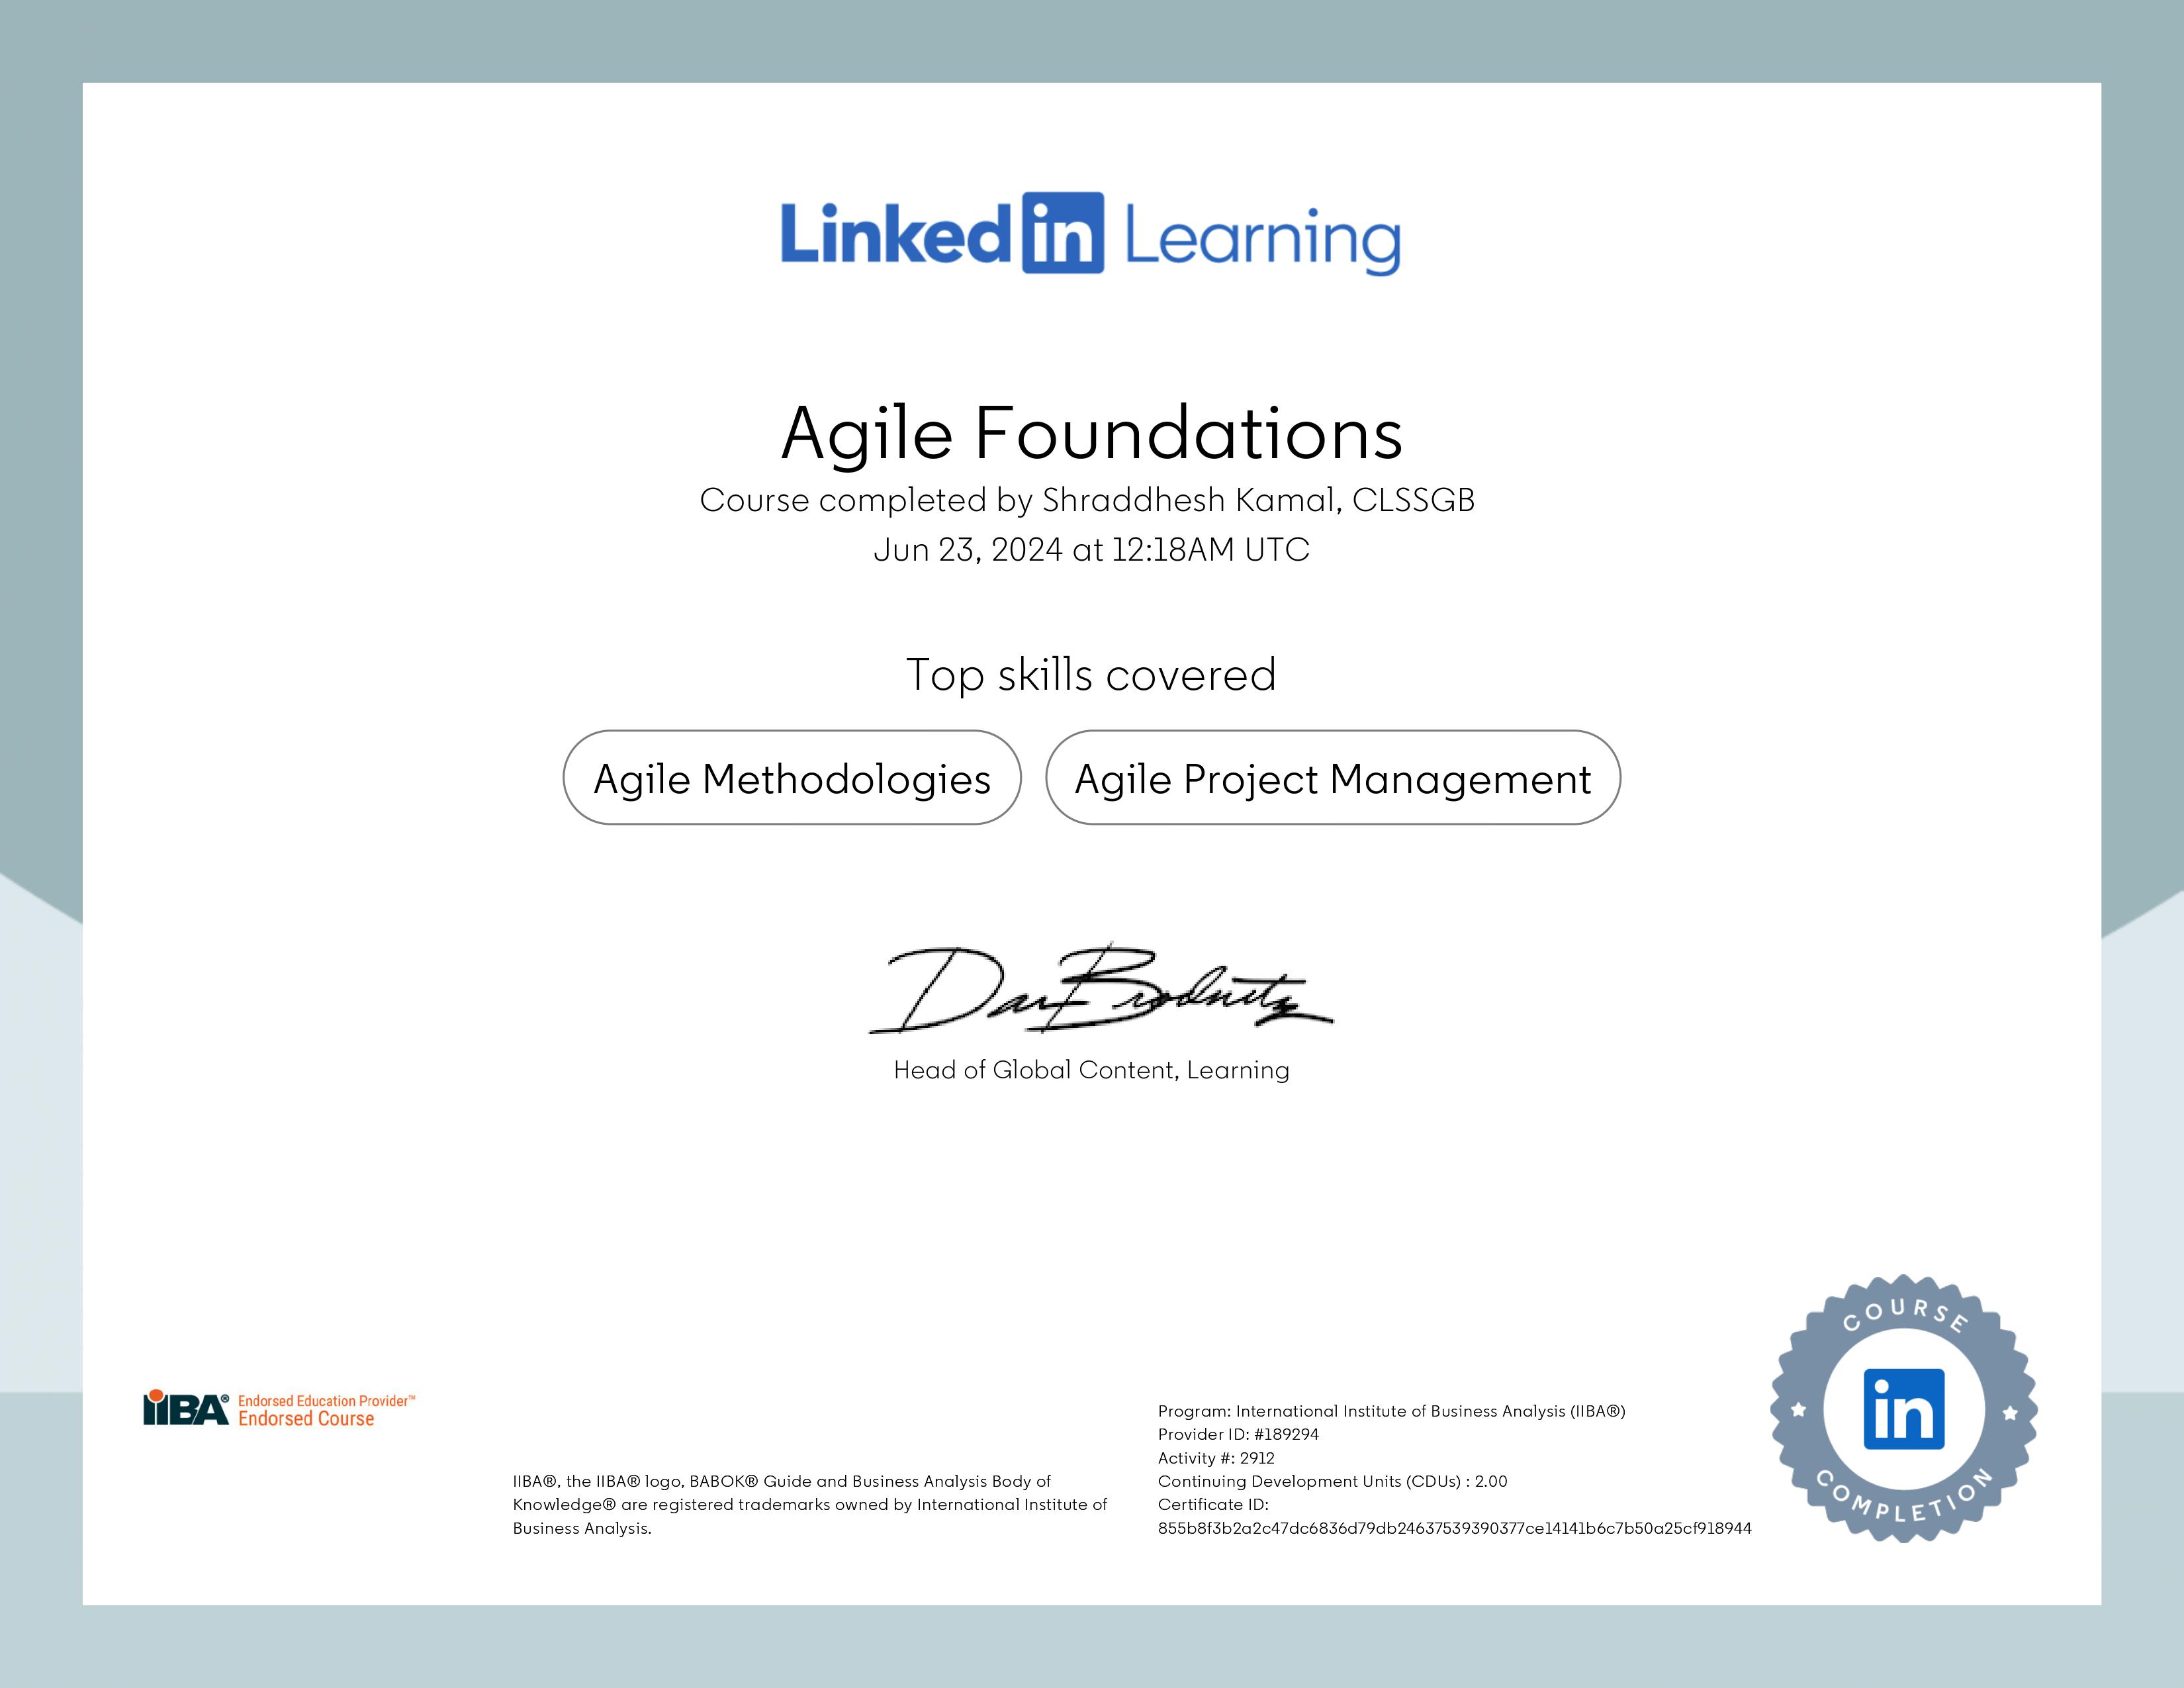 Linked in Learning
Agile Foundations
Course completed by Shraddhesh Kamal, CLSSGB
Jun 23, 2024 at 12:18AM UTC
Top skills covered
Agile Methodologies
Agile Project Management
Head of Global Content, Learning
IIBA® Endorsed Education Provider™
Endorsed Course
IIBA®, the IIBA® logo, BABOK® Guide and Business Analysis Body of
Knowledge® are registered trademarks owned by International Institute of
Business Analysis.
Program: International Institute of Business Analysis (IIBA®)
Provider ID: #189294
Activity #: 2912
Continuing Development Units (CDUs) : 2.00
Certificate ID:
855b8f3b2a2c47dc6836d79db24637539390377ce14141b6c7b50a25cf918944
COURSE
in
COMPLETION